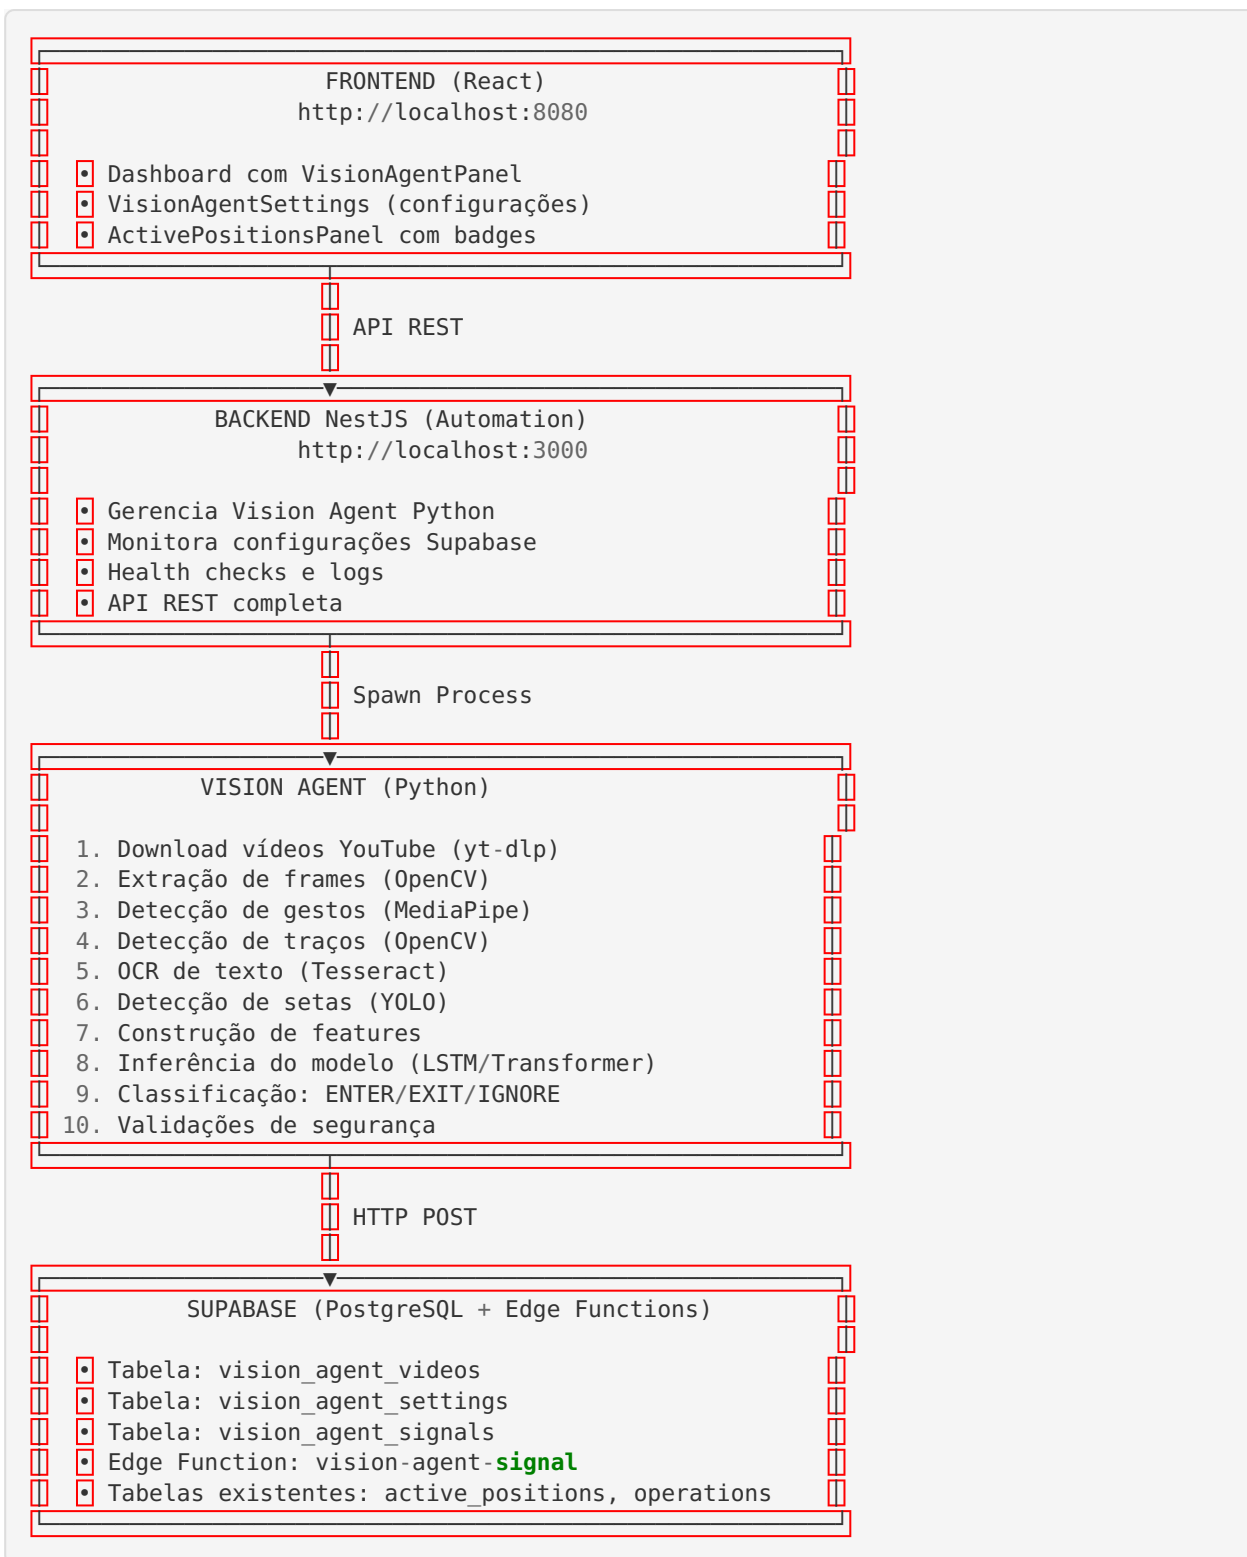 FRONTEND (React)
http://localhost:8080
• Dashboard com VisionAgentPanel
• VisionAgentSettings (configurações)
• ActivePositionsPanel com badges
API REST
▼
BACKEND NestJS (Automation)
http://localhost:3000
• Gerencia Vision Agent Python
• Monitora configurações Supabase
• Health checks e logs
• API REST completa
Spawn Process
▼
VISION AGENT (Python)
1. Download vídeos YouTube (yt-dlp)
2. Extração de frames (OpenCV)
3. Detecção de gestos (MediaPipe)
4. Detecção de traços (OpenCV)
5. OCR de texto (Tesseract)
6. Detecção de setas (YOLO)
7. Construção de features
8. Inferência do modelo (LSTM/Transformer)
9. Classificação: ENTER/EXIT/IGNORE
10. Validações de segurança
HTTP POST
▼
SUPABASE (PostgreSQL + Edge Functions)
• Tabela: vision_agent_videos
• Tabela: vision_agent_settings
• Tabela: vision_agent_signals
• Edge Function: vision-agent-signal
• Tabelas existentes: active_positions, operations